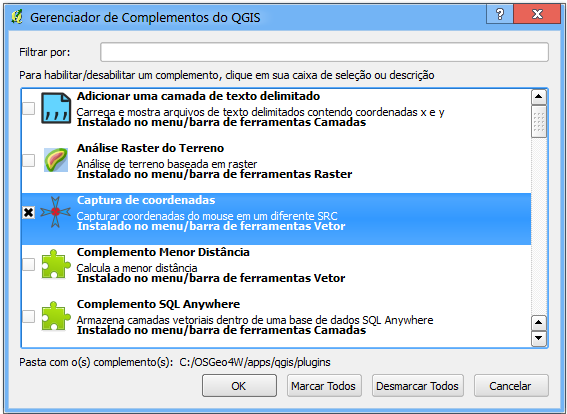 Gerenciador de Complementos do QGIS
Filtrar por:
Para habilitar/desabilitar um complemento, clique em sua caixa de seleção ou descrição
Adicionar uma camada de texto delimitado
Carrega e mostra arquivos de texto delimitados contendo coordenadas x e y
Instalado no menu/barra de ferramentas Camadas
Análise Raster do Terreno
Análise de terreno baseada em raster
Instalado no menu/barra de ferramentas Raster
Captura de coordenadas
Capturar coordenadas do mouse em um diferente SRC
Instalado no menu/barra de ferramentas Vetor
Complemento Menor Distância
Calcula a menor distância
Instalado no menu/barra de ferramentas Vetor
Complemento SQL Anywhere
Armazena camadas vetoriais dentro de uma base de dados SQL Anywhere
Instalado no menu/barra de ferramentas Camadas
Pasta com o(s) complemento(s): C:/OSGeo4W/apps/qgis/plugins
OK Marcar Todos Desmarcar Todos Cancelar